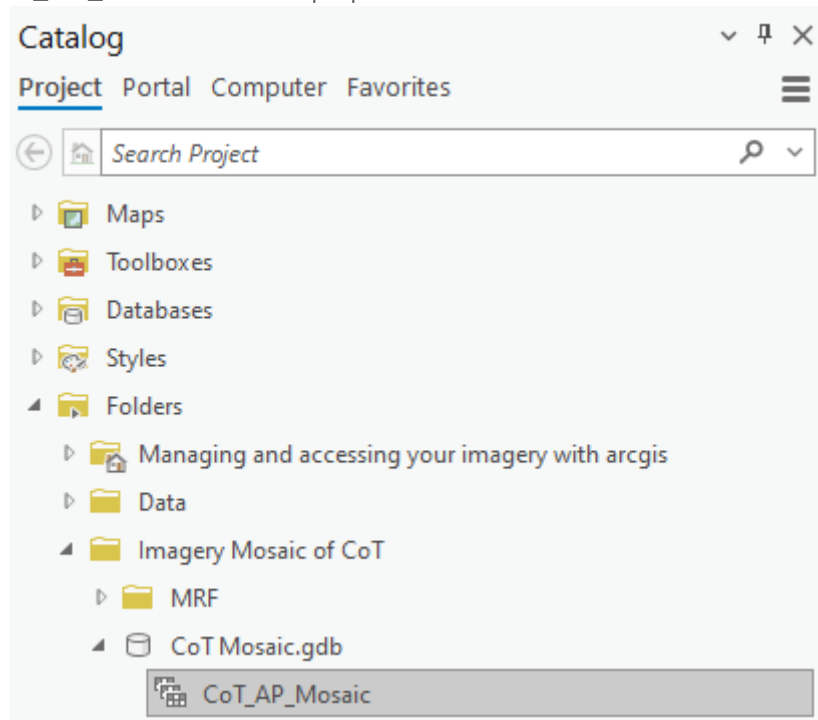 Catalog
Project Portal Computer Favorites
Search Project
Maps
Toolboxes
Databases
Styles
Folders
Managing and accessing your imagery with arcgis
Data
Imagery Mosaic of CoT
MRF
CoT Mosaic.gdb
CoT_AP_Mosaic